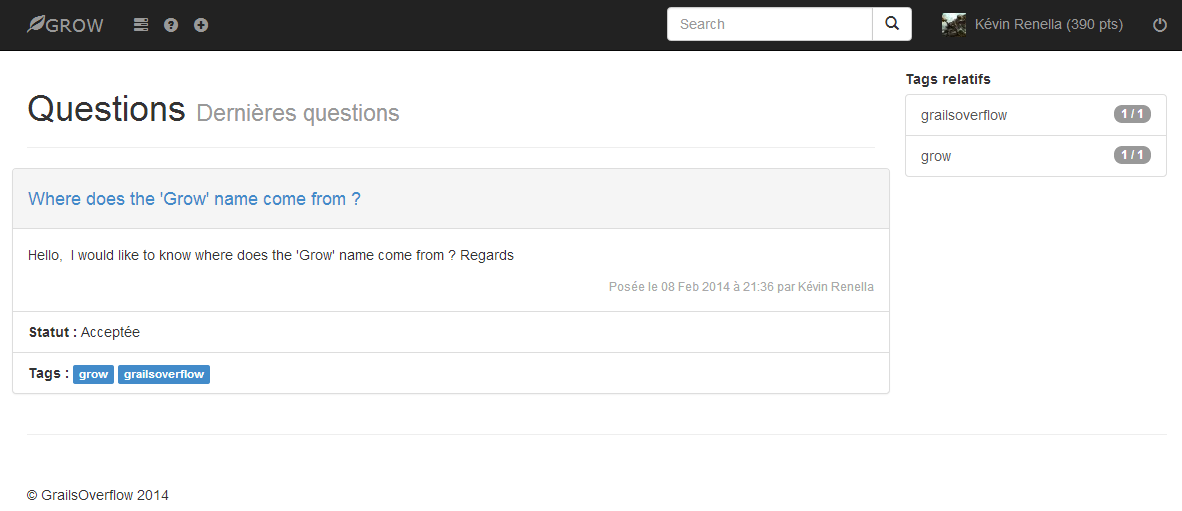 GROW
Search
Kévin Renella (390 pts)
Questions Dernières questions
Where does the 'Grow' name come from ?
Hello,  I would like to know where does the 'Grow' name come from ? Regards
Posée le 08 Feb 2014 à 21:36 par Kévin Renella
Statut : Acceptée
Tags : grow grailsoverflow
Tags relatifs
grailsoverflow 1 / 1
grow 1 / 1
© GrailsOverflow 2014